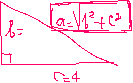 a=√b²+c²
b=
c=4